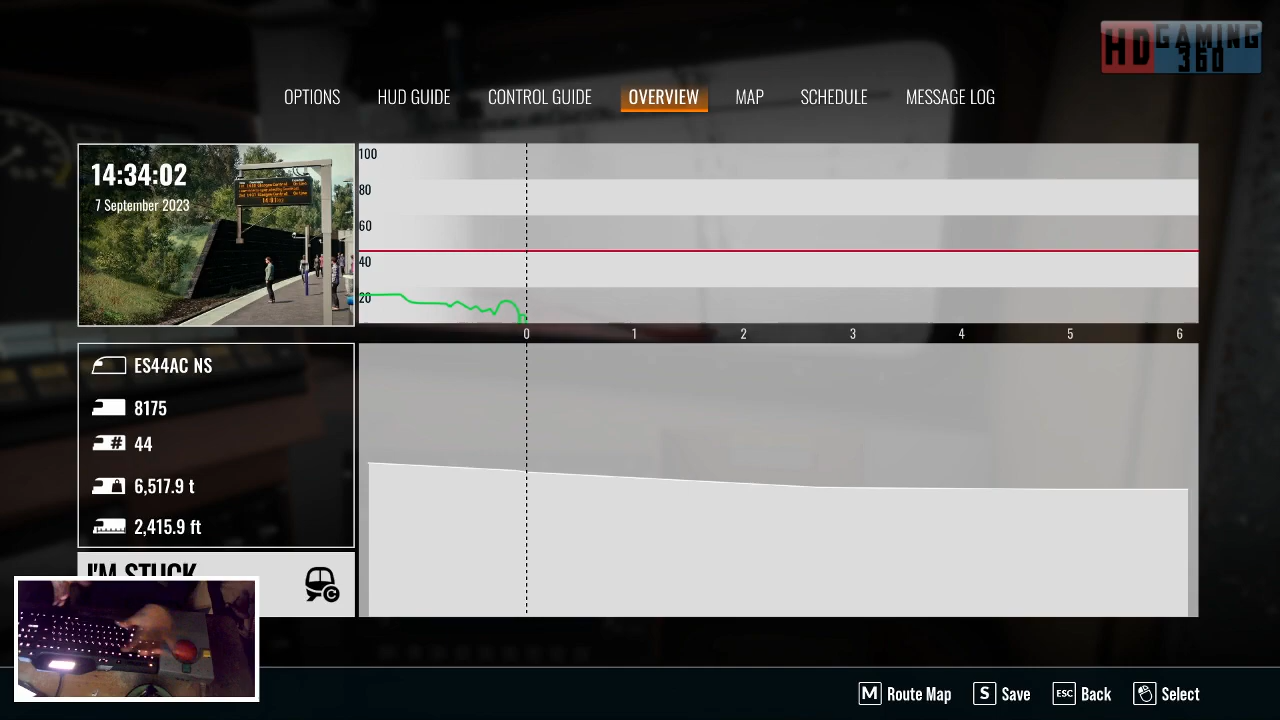 HD GAMING
360
OPTIONS
HUD GUIDE
CONTROL GUIDE
OVERVIEW
MAP
SCHEDULE
MESSAGE LOG
14:34:02
7 September 2023
100
80
60
40
20
0
1
2
3
4
5
6
ES44AC NS
8175
# 44
6,517.9 t
2,415.9 ft
I'M STUCK
C
M Route Map
S Save
ESC Back
Select